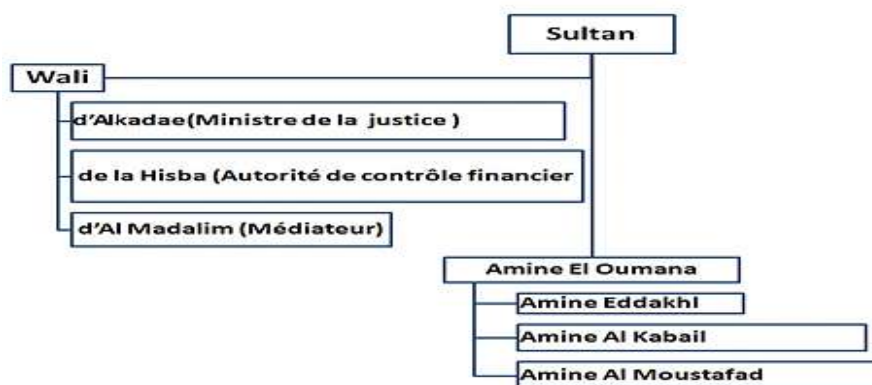 Sultan
Wali
d'Alkadae(Ministre de la justice )
de la Hisba (Autorité de contrôle financier
d'Al Madalim (Médiateur)
Amine El Oumana
Amine Eddakhl
Amine Al Kabail
Amine Al Moustafad